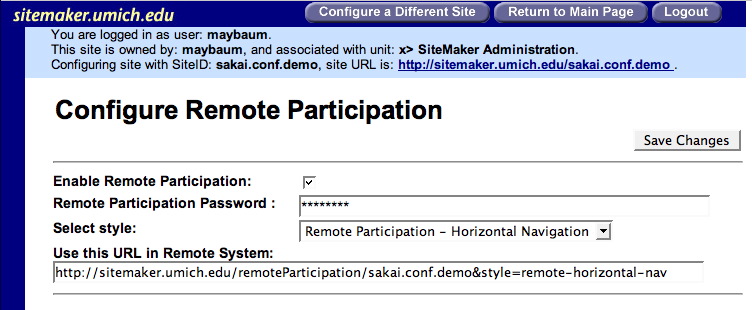 sitemaker.umich.edu
Configure a Different Site
Return to Main Page
Logout
You are logged in as user: maybaum.
This site is owned by: maybaum, and associated with unit: x> SiteMaker Administration.
Configuring site with SiteID: sakai.conf.demo, site URL is: http://sitemaker.umich.edu/sakai.conf.demo .
Configure Remote Participation
Save Changes
Enable Remote Participation:
Remote Participation Password : ********
Select style: Remote Participation - Horizontal Navigation
Use this URL in Remote System:
http://sitemaker.umich.edu/remoteParticipation/sakai.conf.demo&style=remote-horizontal-nav